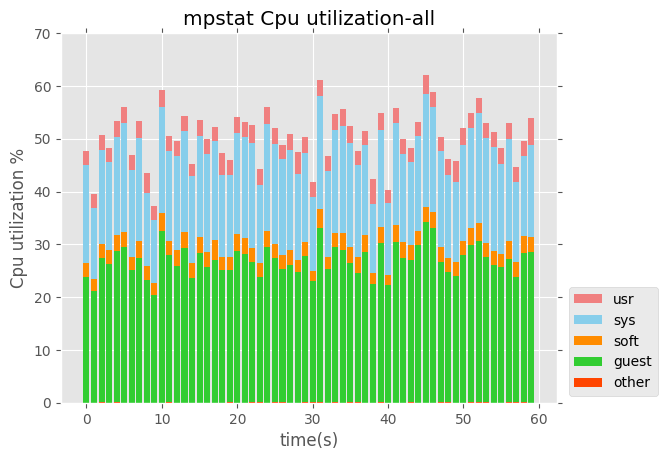 mpstat Cpu utilization-all
70
60
50
40
30
20
10
0
Cpu utilization %
0 10 20 30 40 50 60
time(s)
usr
sys
soft
guest
other